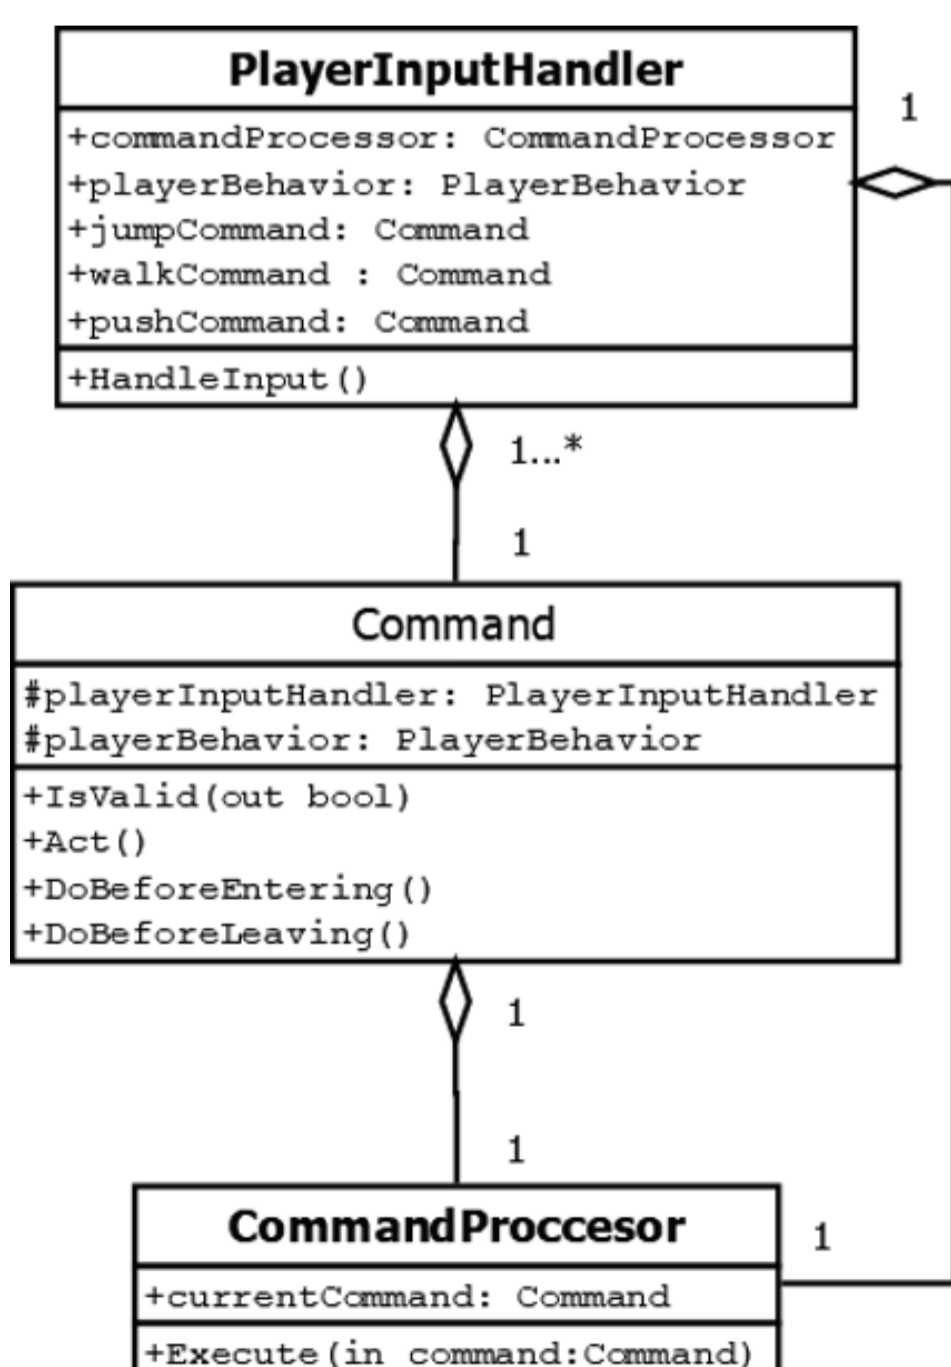 PlayerInputHandler
1
+commandProcessor: CommandProcessor
+playerBehavior: PlayerBehavior
+jumpCommand: Command
+walkCommand : Command
+pushCommand: Command
+HandleInput()
1...*
1
Command
#playerInputHandler: PlayerInputHandler
#playerBehavior: PlayerBehavior
+IsValid(out bool)
+Act()
+DoBeforeEntering()
+DoBeforeLeaving()
1
1
CommandProccesor
1
+currentCommand: Command
+Execute(in command:Command)